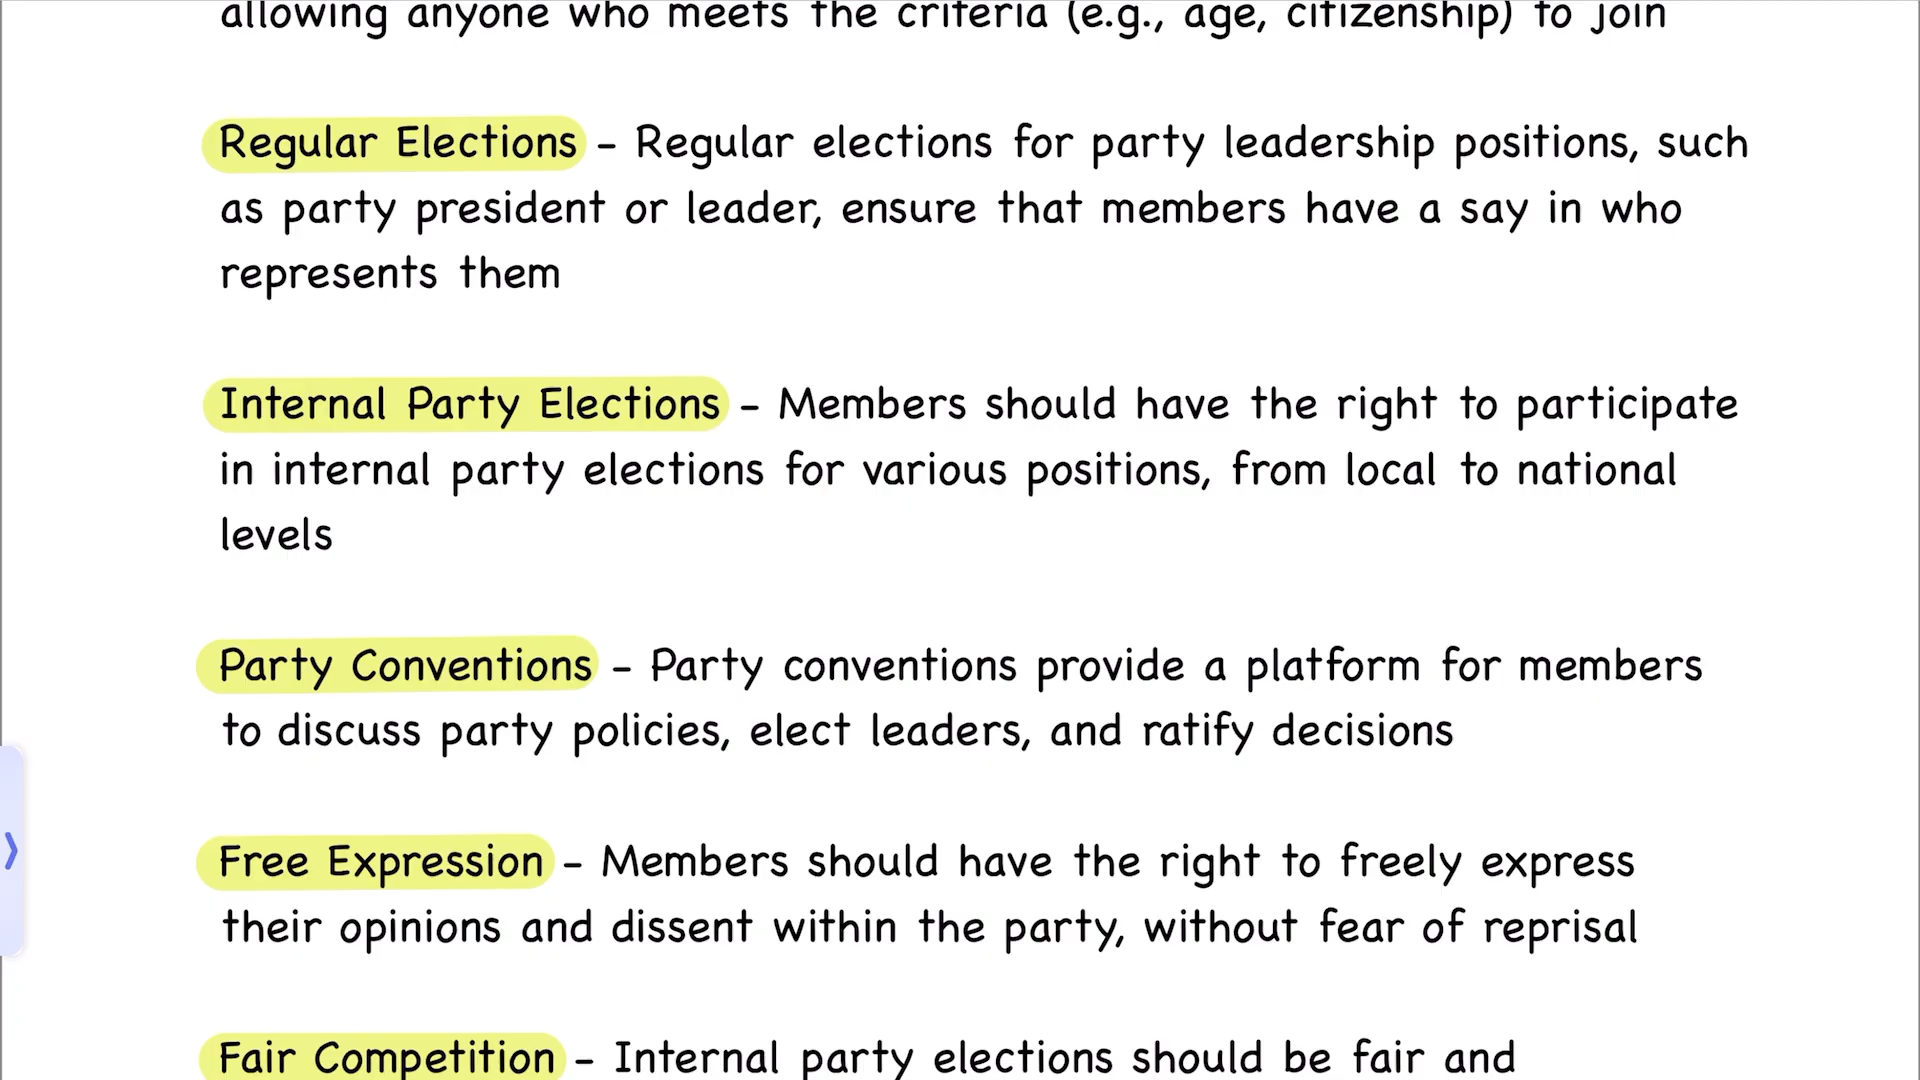 allowing anyone who meets the criteria (e.g., age, citizenship) to join
Regular Elections – Regular elections for party leadership positions, such
as party president or leader, ensure that members have a say in who
represents them
Internal Party Elections – Members should have the right to participate
in internal party elections for various positions, from local to national
levels
Party Conventions – Party conventions provide a platform for members
to discuss party policies, elect leaders, and ratify decisions
Free Expression – Members should have the right to freely express
their opinions and dissent within the party, without fear of reprisal
Fair Competition – Internal party elections should be fair and